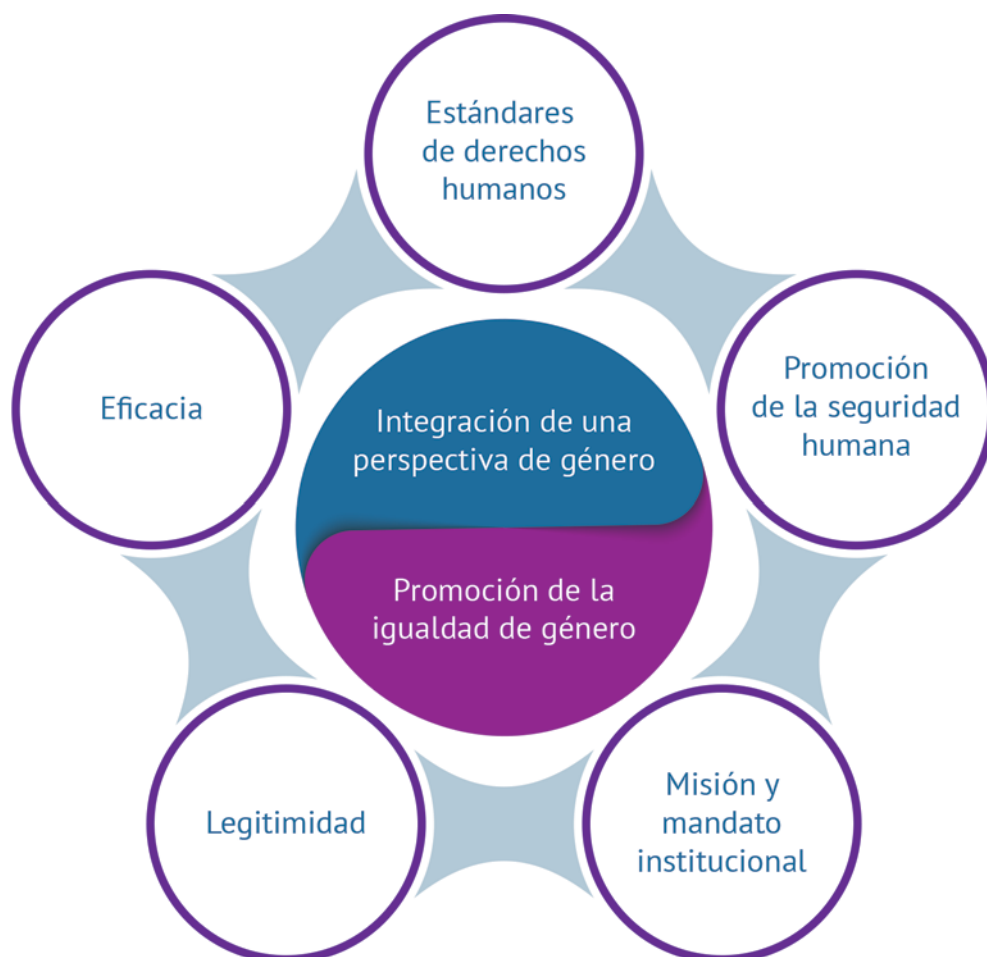 Estándares
de derechos
humanos
Promoción
de la seguridad
humana
Misión y
mandato
institucional
Legitimidad
Eficacia
Integración de una
perspectiva de género
Promoción de la
igualdad de género